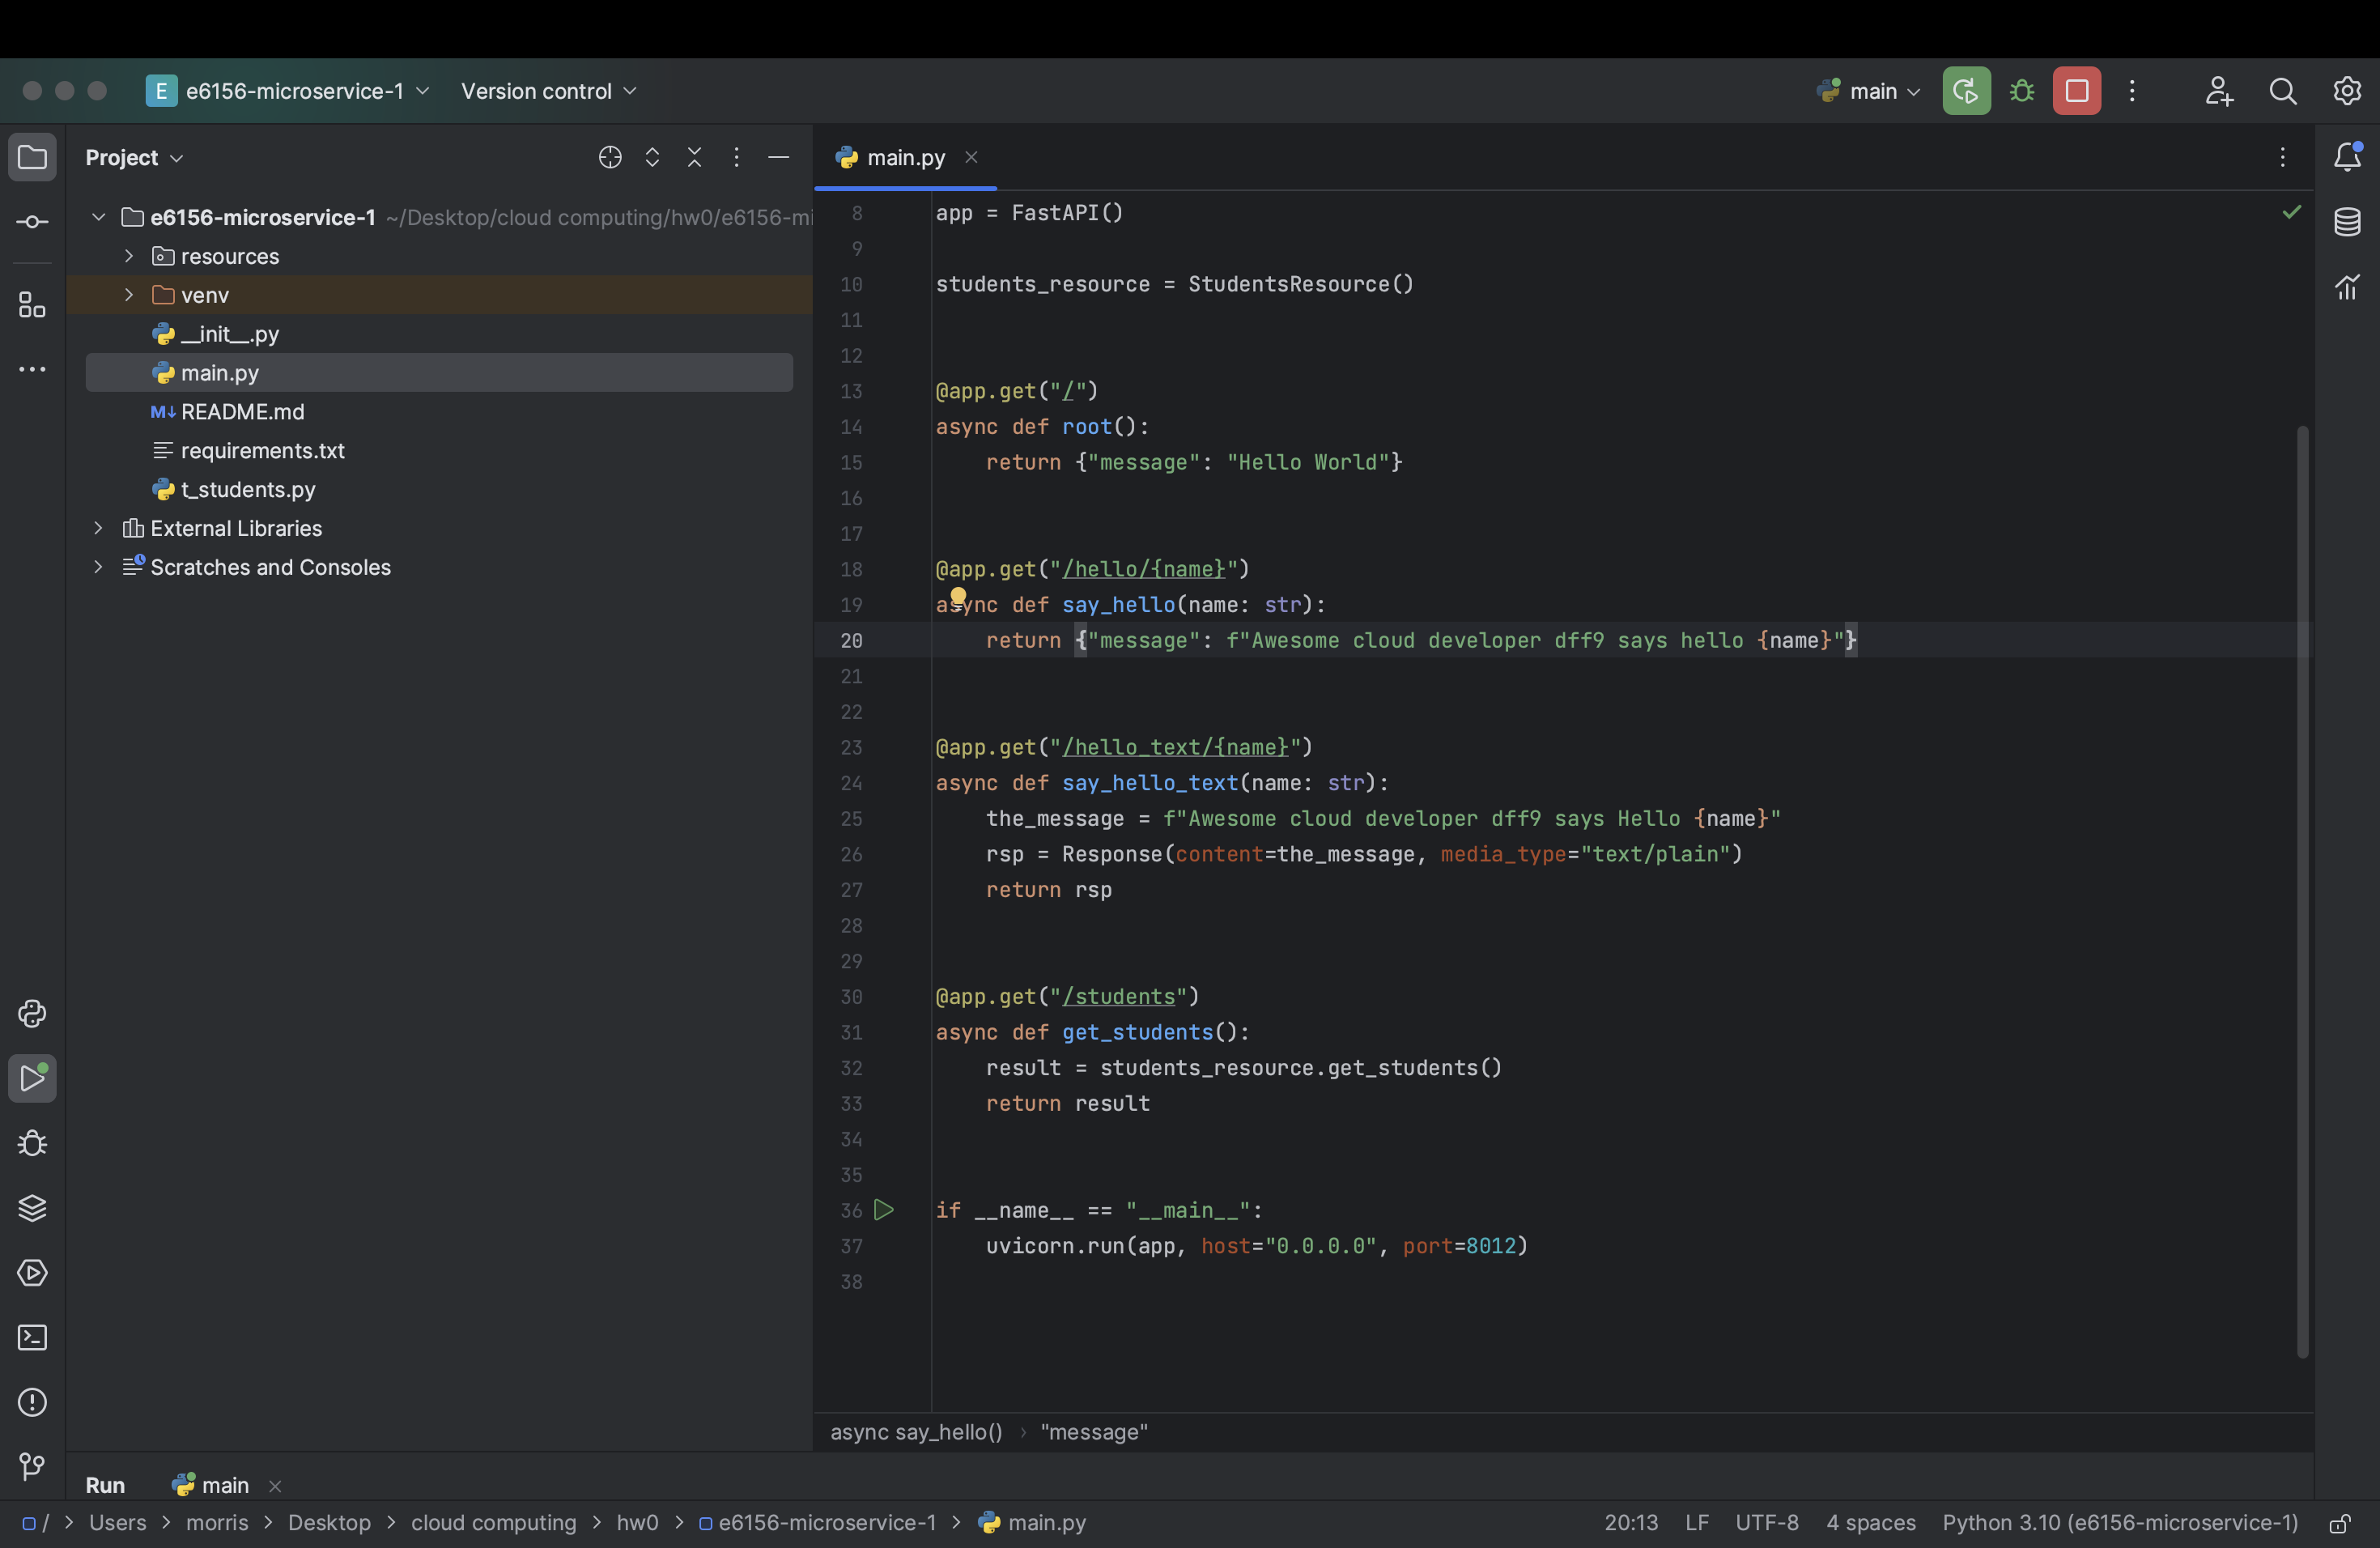 E e6156-microservice-1 Version control main
Project
main.py
e6156-microservice-1 ~/Desktop/cloud computing/hw0/e6156-mi
resources
venv
__init__.py
main.py
M↓ README.md
requirements.txt
t_students.py
External Libraries
Scratches and Consoles
8 app = FastAPI()
9
10 students_resource = StudentsResource()
11
12
13 @app.get("/")
14 async def root():
15 return {"message": "Hello World"}
16
17
18 @app.get("/hello/{name}")
19 async def say_hello(name: str):
20 return {"message": f"Awesome cloud developer dff9 says hello {name}"}
21
22
23 @app.get("/hello_text/{name}")
24 async def say_hello_text(name: str):
25 the_message = f"Awesome cloud developer dff9 says Hello {name}"
26 rsp = Response(content=the_message, media_type="text/plain")
27 return rsp
28
29
30 @app.get("/students")
31 async def get_students():
32 result = students_resource.get_students()
33 return result
34
35
36 if __name__ == "__main__":
37 uvicorn.run(app, host="0.0.0.0", port=8012)
38
async say_hello() › "message"
Run main
/ > Users > morris > Desktop > cloud computing > hw0 > e6156-microservice-1 > main.py 20:13 LF UTF-8 4 spaces Python 3.10 (e6156-microservice-1)